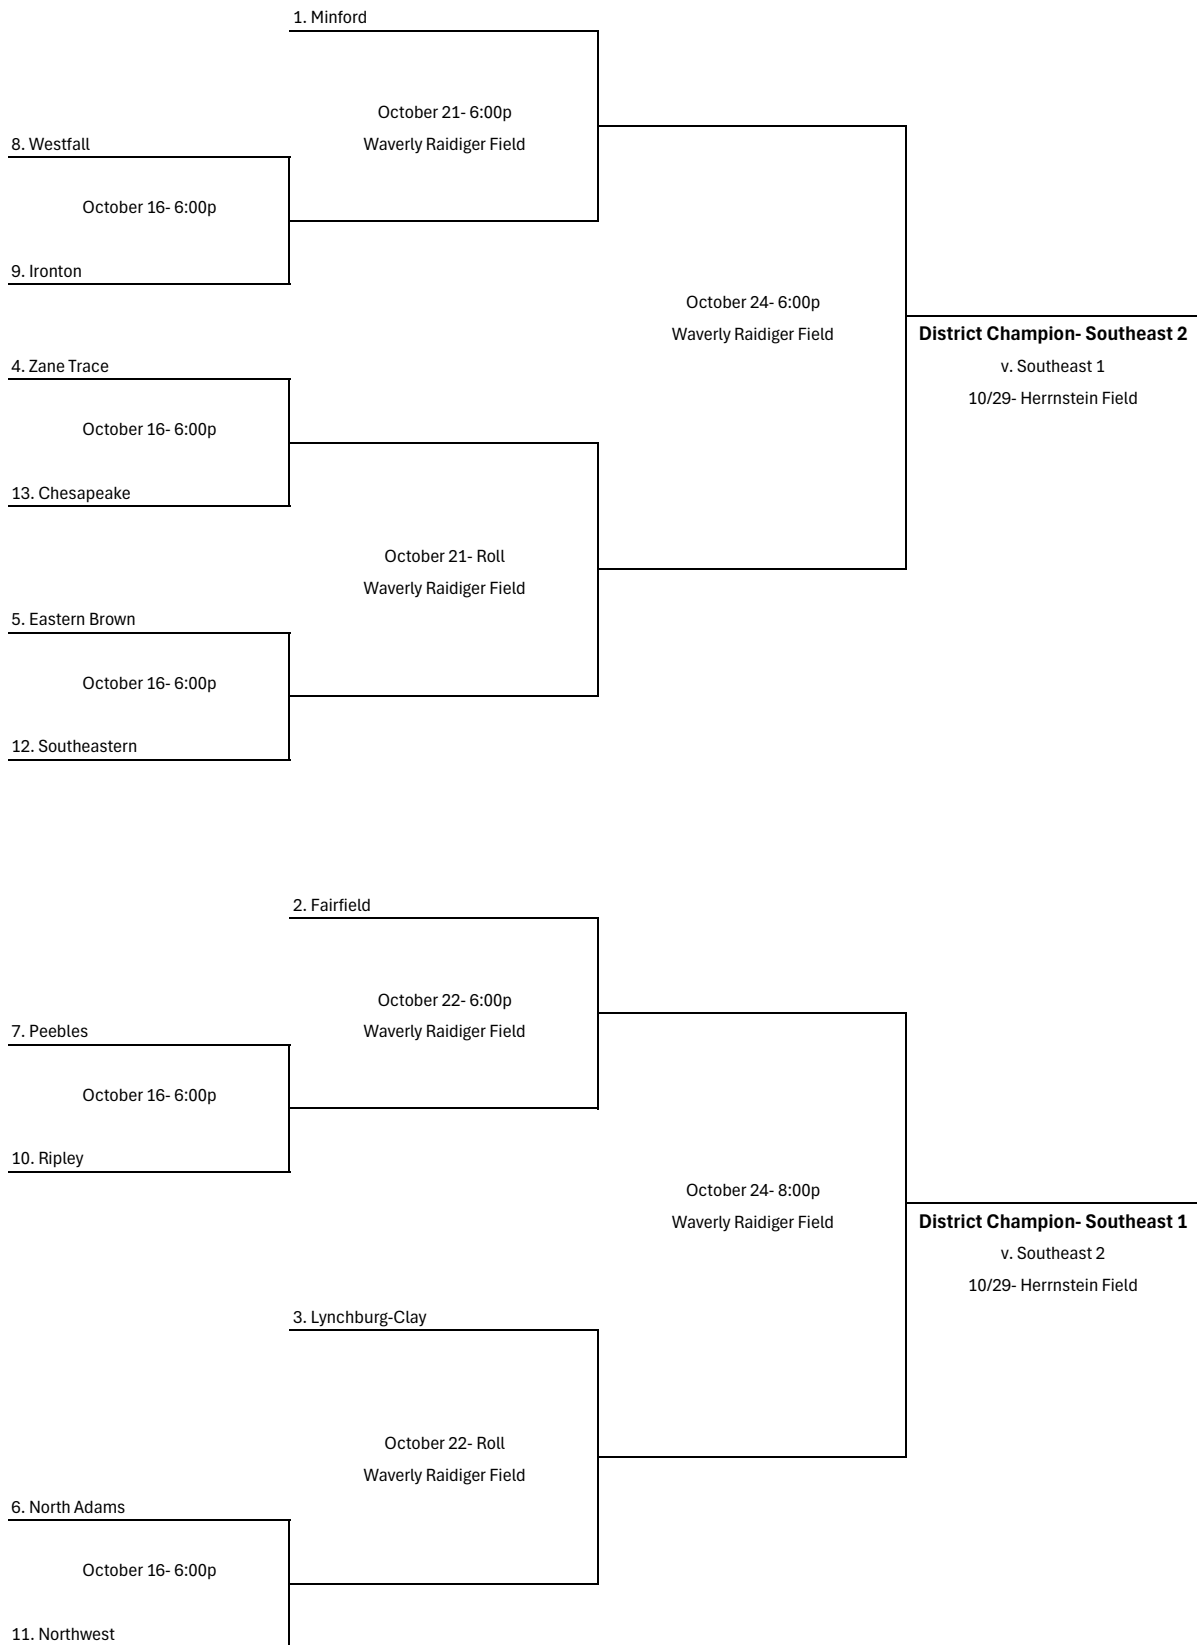 1. Minford
October 21- 6:00p
Waverly Raidiger Field
8. Westfall
October 16- 6:00p
9. Ironton
October 24- 6:00p
Waverly Raidiger Field
District Champion- Southeast 2
v. Southeast 1
10/29- Herrnstein Field
4. Zane Trace
October 16- 6:00p
13. Chesapeake
October 21- Roll
Waverly Raidiger Field
5. Eastern Brown
October 16- 6:00p
12. Southeastern
2. Fairfield
October 22- 6:00p
Waverly Raidiger Field
7. Peebles
October 16- 6:00p
10. Ripley
October 24- 8:00p
Waverly Raidiger Field
District Champion- Southeast 1
v. Southeast 2
10/29- Herrnstein Field
3. Lynchburg-Clay
October 22- Roll
Waverly Raidiger Field
6. North Adams
October 16- 6:00p
11. Northwest